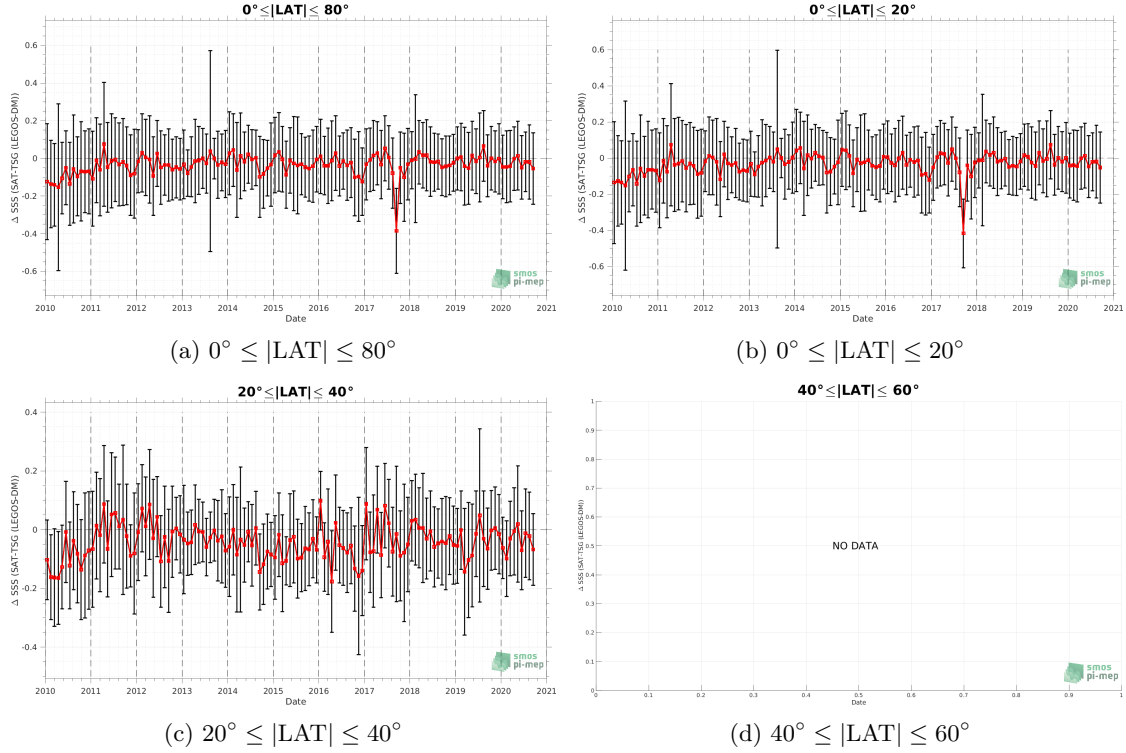 0°≤|LAT|≤ 80°
Δ SSS (SAT-TSG (LEGOS-DM))
0.6
0.4
0.2
0
-0.2
-0.4
-0.6
2010 2011 2012 2013 2014 2015 2016 2017 2018 2019 2020 2021
Date
smos
pi-mep
(a) 0° ≤ |LAT| ≤ 80°
0°≤|LAT|≤ 20°
Δ SSS (SAT-TSG (LEGOS-DM))
0.6
0.4
0.2
0
-0.2
-0.4
-0.6
2010 2011 2012 2013 2014 2015 2016 2017 2018 2019 2020 2021
Date
smos
pi-mep
(b) 0° ≤ |LAT| ≤ 20°
20°≤|LAT|≤ 40°
Δ SSS (SAT-TSG (LEGOS-DM))
0.4
0.2
0
-0.2
-0.4
2010 2011 2012 2013 2014 2015 2016 2017 2018 2019 2020 2021
Date
smos
pi-mep
(c) 20° ≤ |LAT| ≤ 40°
40°≤|LAT|≤ 60°
Δ SSS (SAT-TSG (LEGOS-DM))
1
0.9
0.8
0.7
0.6
0.5
0.4
0.3
0.2
0.1
0
NO DATA
0 0.1 0.2 0.3 0.4 0.5 0.6 0.7 0.8 0.9 1
Date
smos
pi-mep
(d) 40° ≤ |LAT| ≤ 60°